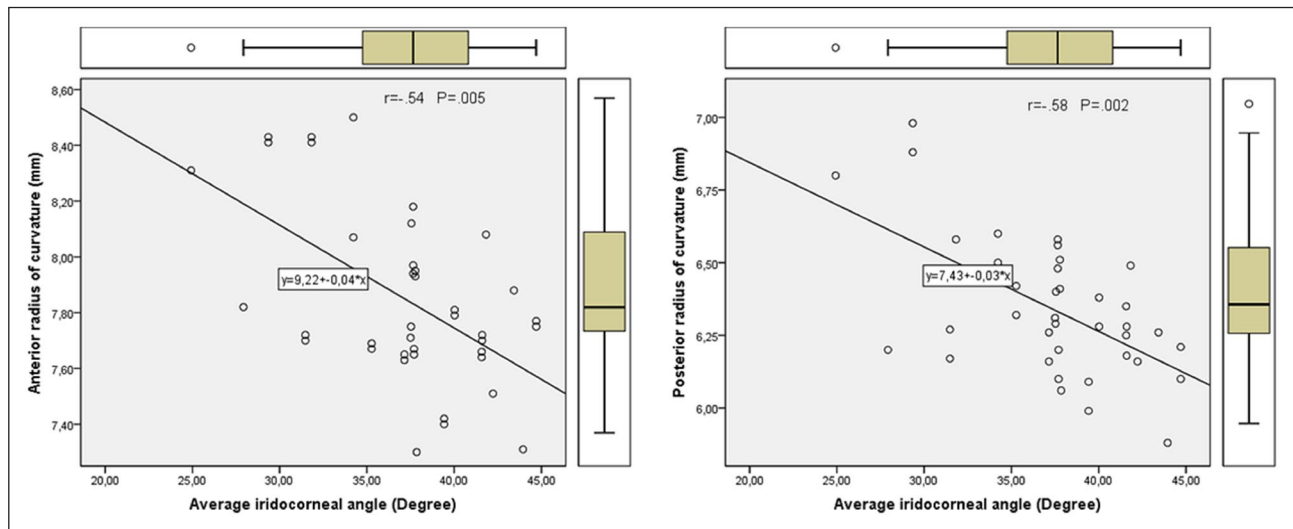 r=-.54 P=.005
8,60
8,40
8,20
8,00
7,80
7,60
7,40
Anterior radius of curvature (mm)
y=9,22+-0,04*x
20,00 25,00 30,00 35,00 40,00 45,00
Average iridocorneal angle (Degree)
r=-.58 P=.002
7,00
6,75
6,50
6,25
6,00
Posterior radius of curvature (mm)
y=7,43+-0,03*x
20,00 25,00 30,00 35,00 40,00 45,00
Average iridocorneal angle (Degree)